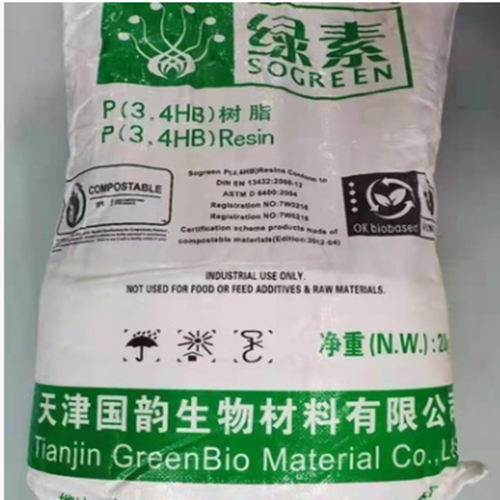 绿素
SOGREEN
P(3.4HB)树脂
P(3.4HB)Resin
COMPOSTABLE
Sogreen P(3.4HB)Resins Conform to
DIN EN 13432:2000-12
ASTM D 6400:2004
Registration NO:7W0216
Registration NO:7W0216
Certification scheme products made of
compostable materials(Edition:2012-04)
OK biobased
INDUSTRIAL USE ONLY.
NOT USED FOR FOOD OR FEED ADDITIVES & RAW MATERIALS.
净重(N.W.):
天津国韵生物材料有限公司
Tianjin GreenBio Material Co.,